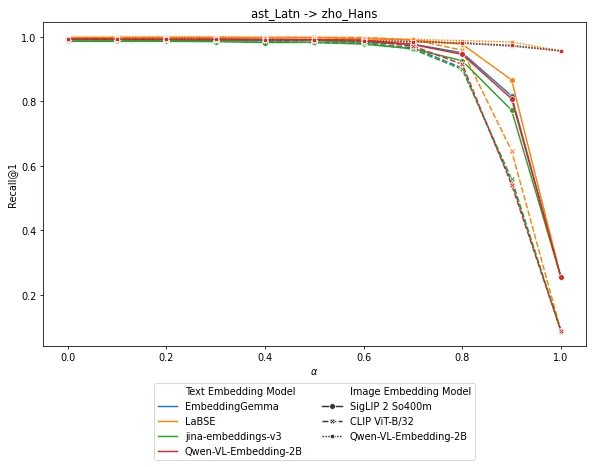 ast_Latn -> zho_Hans
Recall@1
1.0
0.8
0.6
0.4
0.2
0.0 0.2 0.4 0.6 0.8 1.0
α
Text Embedding Model
EmbeddingGemma
LaBSE
jina-embeddings-v3
Qwen-VL-Embedding-2B
Image Embedding Model
SigLIP 2 So400m
CLIP ViT-B/32
Qwen-VL-Embedding-2B